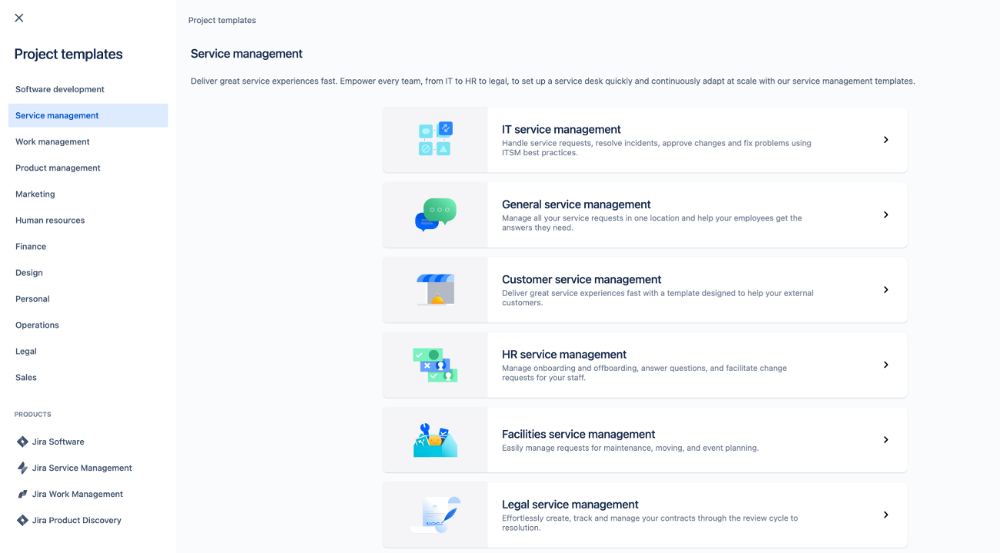 Project templates
Software development
Service management
Work management
Product management
Marketing
Human resources
Finance
Design
Personal
Operations
Legal
Sales
PRODUCTS
Jira Software
Jira Service Management
Jira Work Management
Jira Product Discovery
Project templates
Service management
Deliver great service experiences fast. Empower every team, from IT to HR to legal, to set up a service desk quickly and continuously adapt at scale with our service management templates.
IT service management
Handle service requests, resolve incidents, approve changes and fix problems using
ITSM best practices.
General service management
Manage all your service requests in one location and help your employees get the
answers they need.
Customer service management
Deliver great service experiences fast with a template designed to help your external
customers.
HR service management
Manage onboarding and offboarding, answer questions, and facilitate change
requests for your staff.
Facilities service management
Easily manage requests for maintenance, moving, and event planning.
Legal service management
Effortlessly create, track and manage your contracts through the review cycle to
resolution.